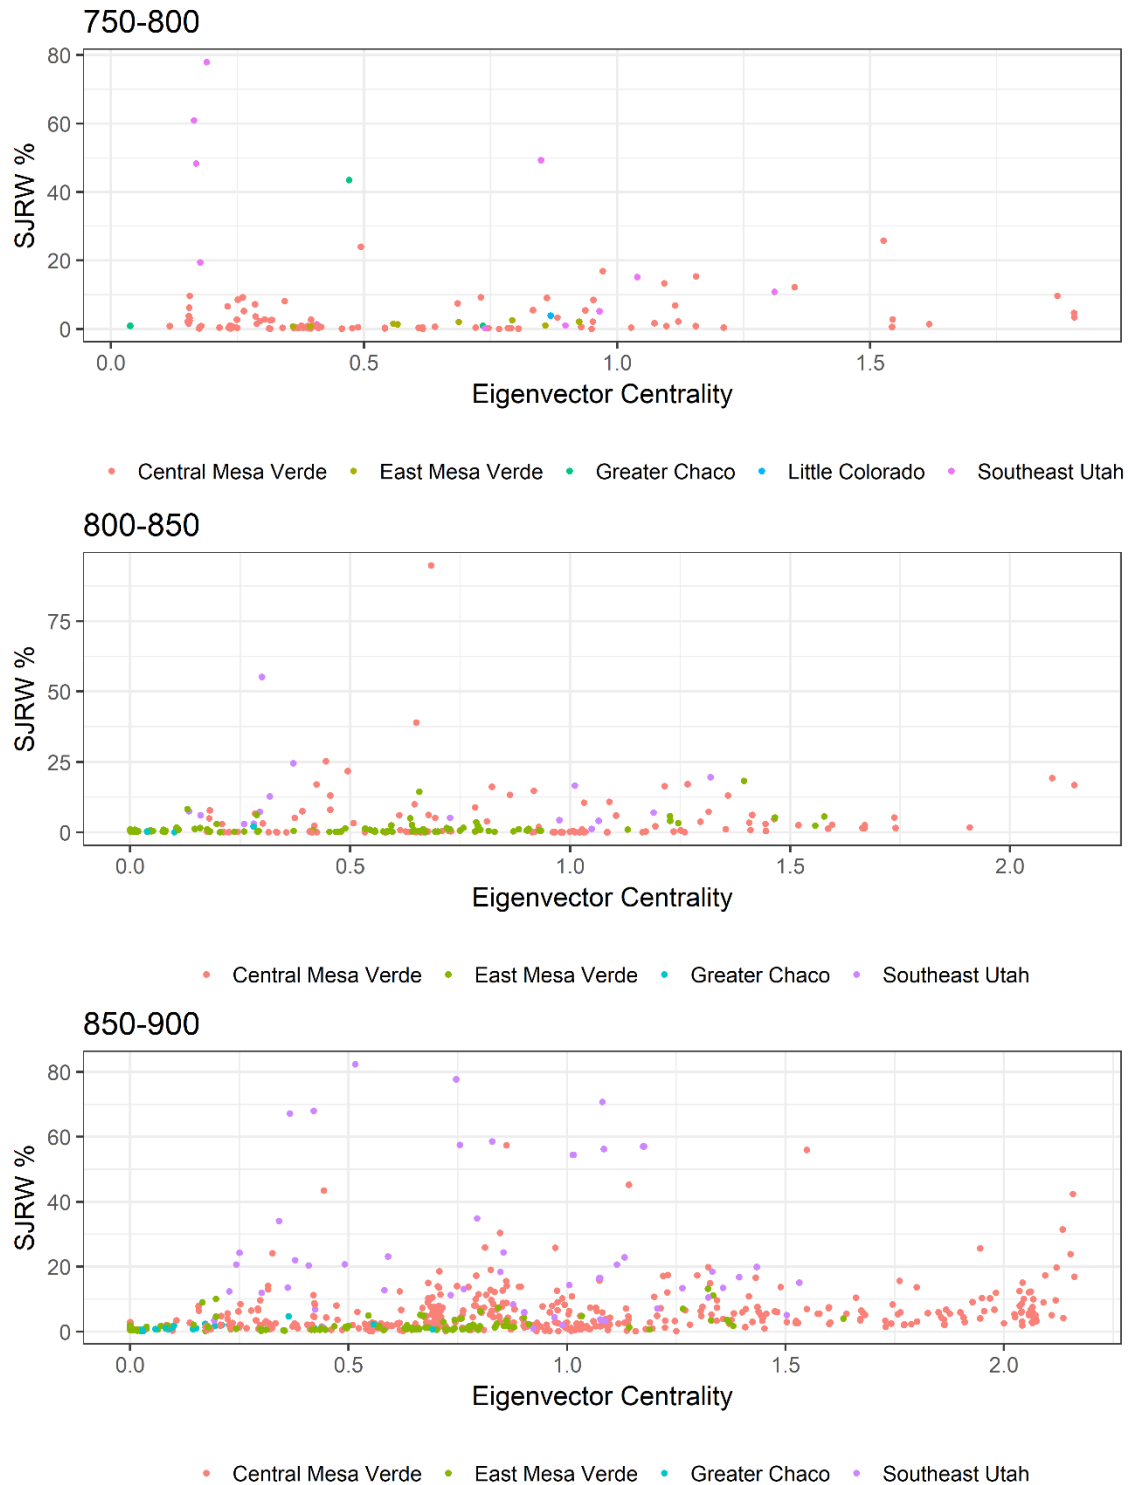 750-800
80
60
40
20
0
SJRW %
0.0 0.5 1.0 1.5
Eigenvector Centrality
Central Mesa Verde East Mesa Verde Greater Chaco Little Colorado Southeast Utah
800-850
75
50
25
0
SJRW %
0.0 0.5 1.0 1.5 2.0
Eigenvector Centrality
Central Mesa Verde East Mesa Verde Greater Chaco Southeast Utah
850-900
80
60
40
20
0
SJRW %
0.0 0.5 1.0 1.5 2.0
Eigenvector Centrality
Central Mesa Verde East Mesa Verde Greater Chaco Southeast Utah